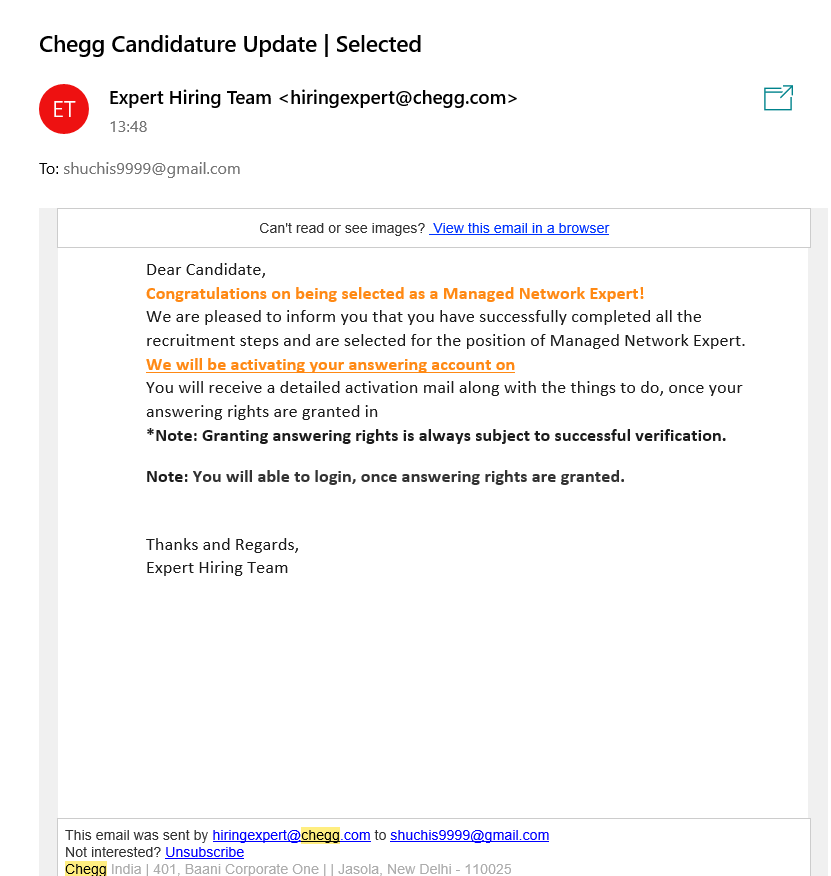 Chegg Candidature Update | Selected
ET
Expert Hiring Team <hiringexpert@chegg.com>
13:48
To: shuchis9999@gmail.com
Can't read or see images? View this email in a browser
Dear Candidate,
Congratulations on being selected as a Managed Network Expert!
We are pleased to inform you that you have successfully completed all the
recruitment steps and are selected for the position of Managed Network Expert.
We will be activating your answering account on
You will receive a detailed activation mail along with the things to do, once your
answering rights are granted in
*Note: Granting answering rights is always subject to successful verification.
Note: You will able to login, once answering rights are granted.
Thanks and Regards,
Expert Hiring Team
This email was sent by hiringexpert@chegg.com to shuchis9999@gmail.com
Not interested? Unsubscribe
Chegg India | 401, Baani Corporate One | | Jasola, New Delhi - 110025